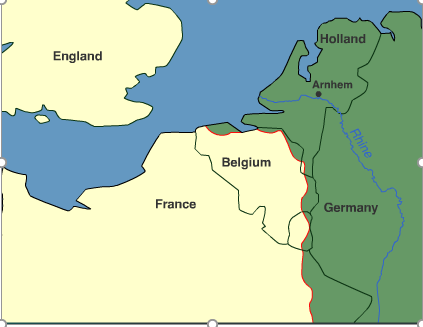 Holland
England
Arnhem
Rhine
Belgium
France
Germany